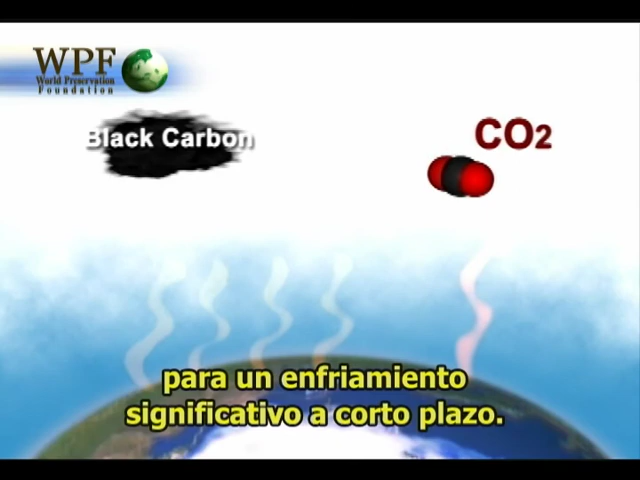 WPF
World Preservation
Foundation
Black Carbon
CO2
para un enfriamiento
significativo a corto plazo.